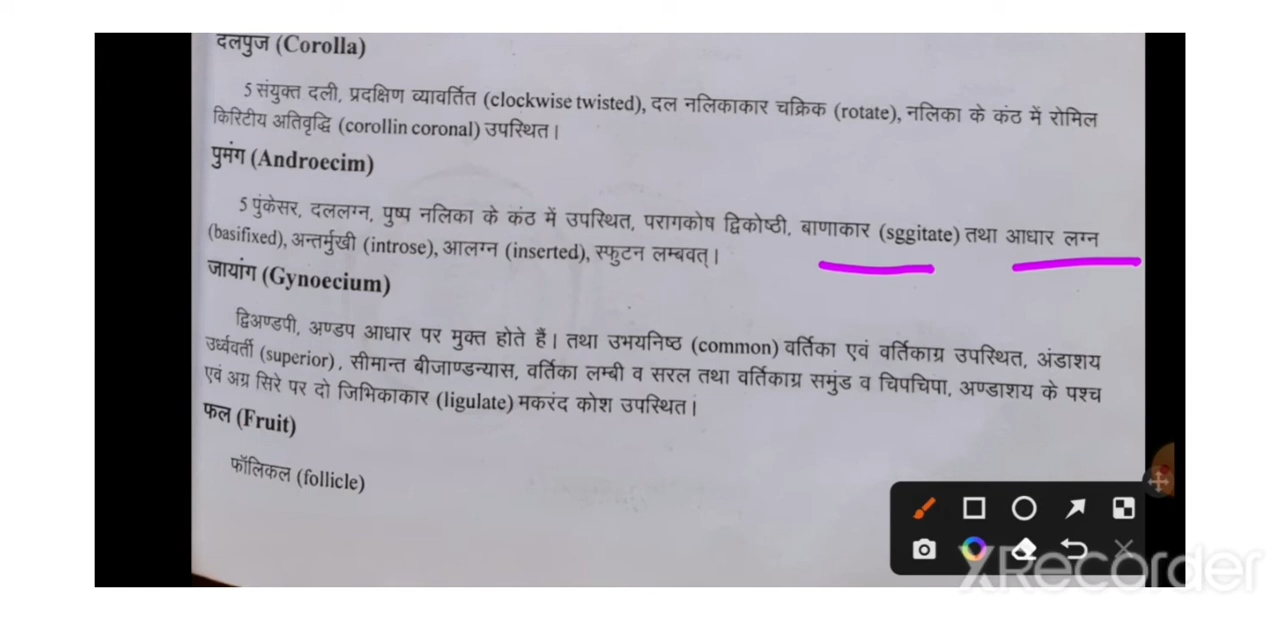 दलपुज (Corolla)
5 संयुक्त दली, प्रदक्षिण व्यावर्तित (clockwise twisted), दल नलिकाकार चक्रिक (rotate), नलिका के कंठ में रोमिल
किरिटीय अतिवृद्धि (corollin coronal) उपस्थित।
पुमंग (Androecim)
5 पुंकेसर, दललग्न, पुष्प नलिका के कंठ में उपस्थित, परागकोष द्विकोष्ठी, बाणाकार (sggitate) तथा आधार लग्न
(basifixed), अन्तर्मुखी (introse), आलग्न (inserted), स्फुटन लम्बवत्।
जायांग (Gynoecium)
द्विअण्डपी, अण्डप आधार पर मुक्त होते हैं। तथा उभयनिष्ठ (common) वर्तिका एवं वर्तिकाग्र उपस्थित, अंडाशय
उर्ध्यवर्ती (superior), सीमान्त बीजाण्डन्यास, वर्तिका लम्बी व सरल तथा वर्तिकाग्र समुंड व चिपचिपा, अण्डाशय के पश्च
एवं अग्र सिरे पर दो जिभिकाकार (ligulate) मकरंद कोश उपस्थित।
फल (Fruit)
फॉलिकल (follicle)
XRecorder